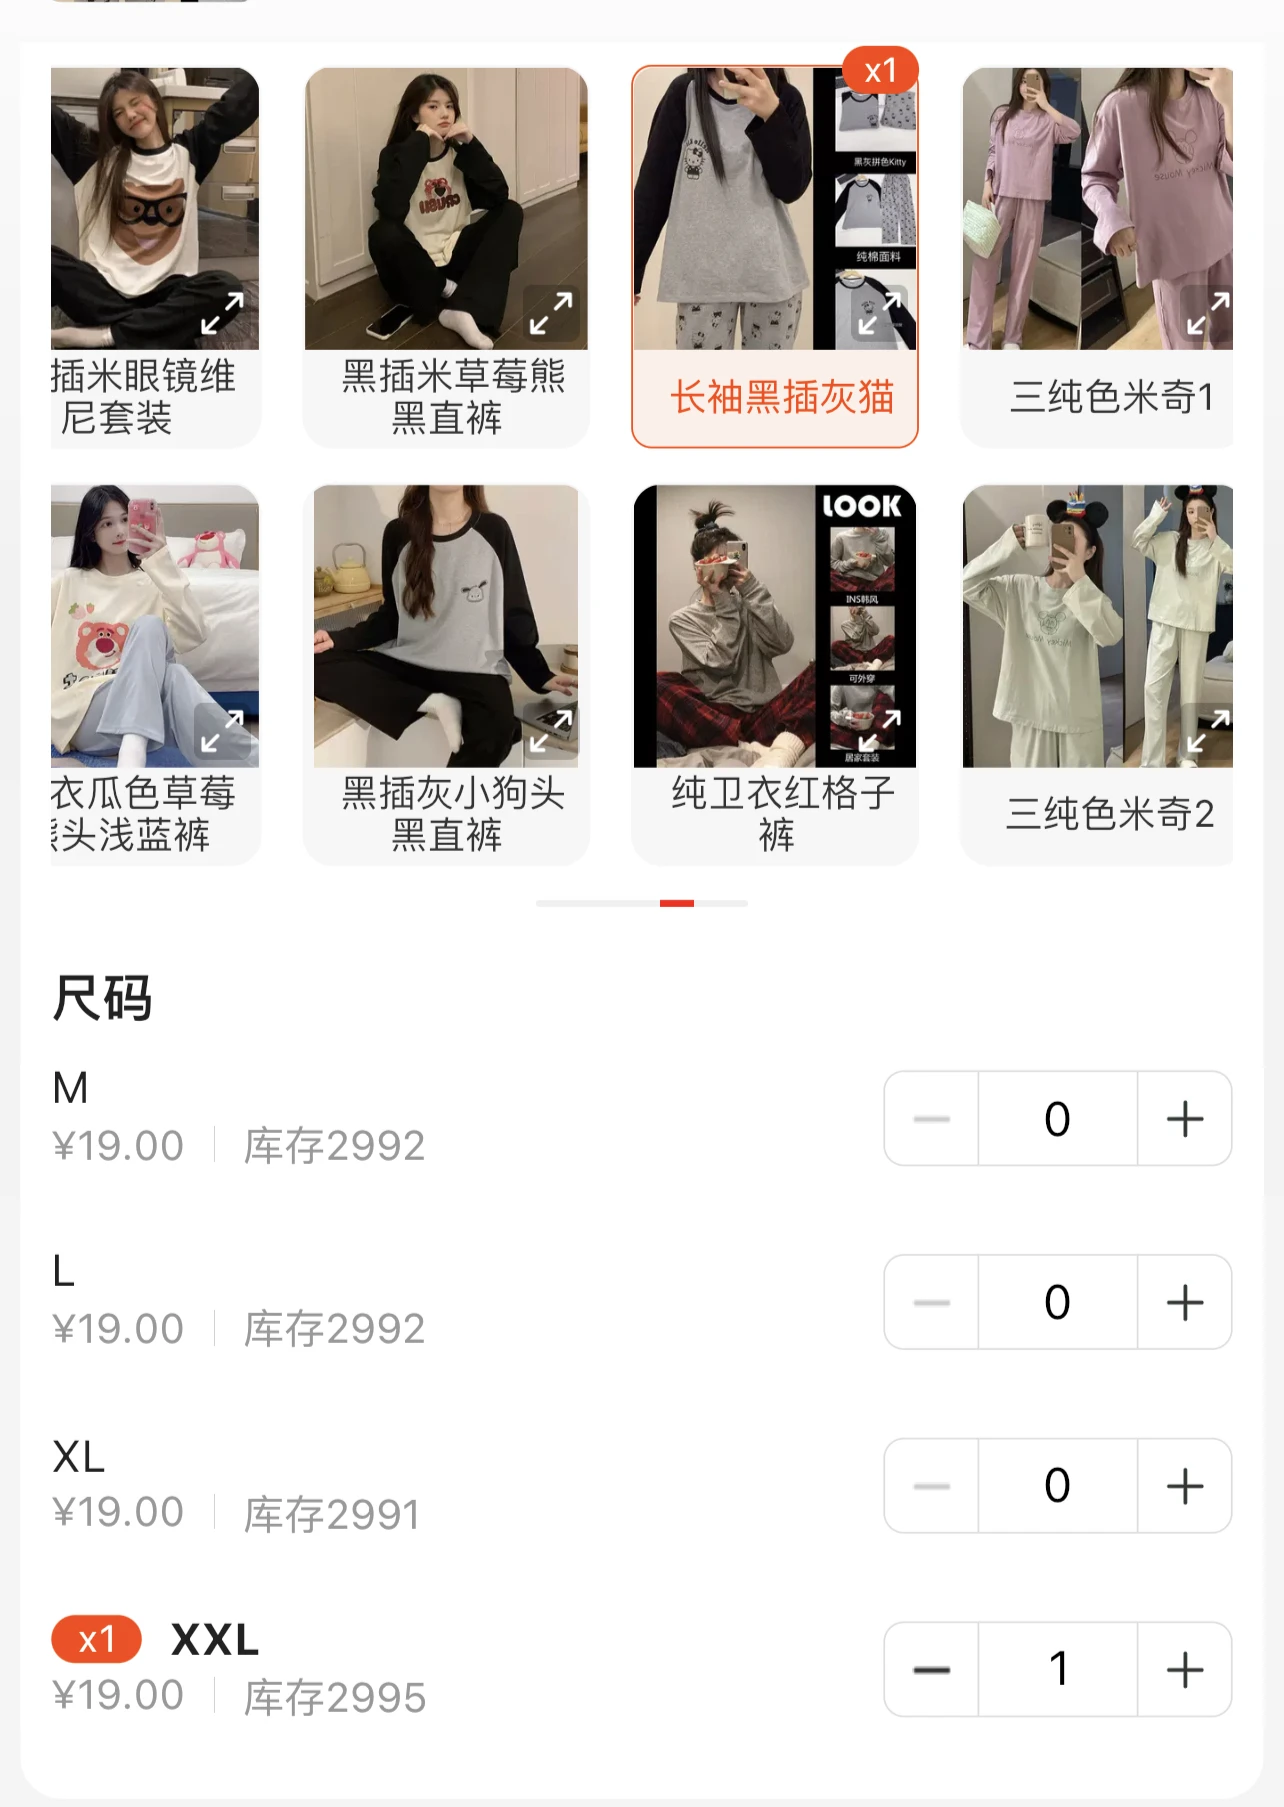 x1
黑灰拼色Kitty
纯棉面料
插米眼镜维
尼套装
黑插米草莓熊
黑直裤
长袖黑插灰猫
三纯色米奇1
LOOK
INS韩风
可外穿
居家套装
衣瓜色草莓
头浅蓝裤
黑插灰小狗头
黑直裤
纯卫衣红格子
裤
三纯色米奇2
尺码
M
¥19.00
库存2992
0
L
¥19.00
库存2992
0
XL
¥19.00
库存2991
0
x1 XXL
¥19.00
库存2995
1